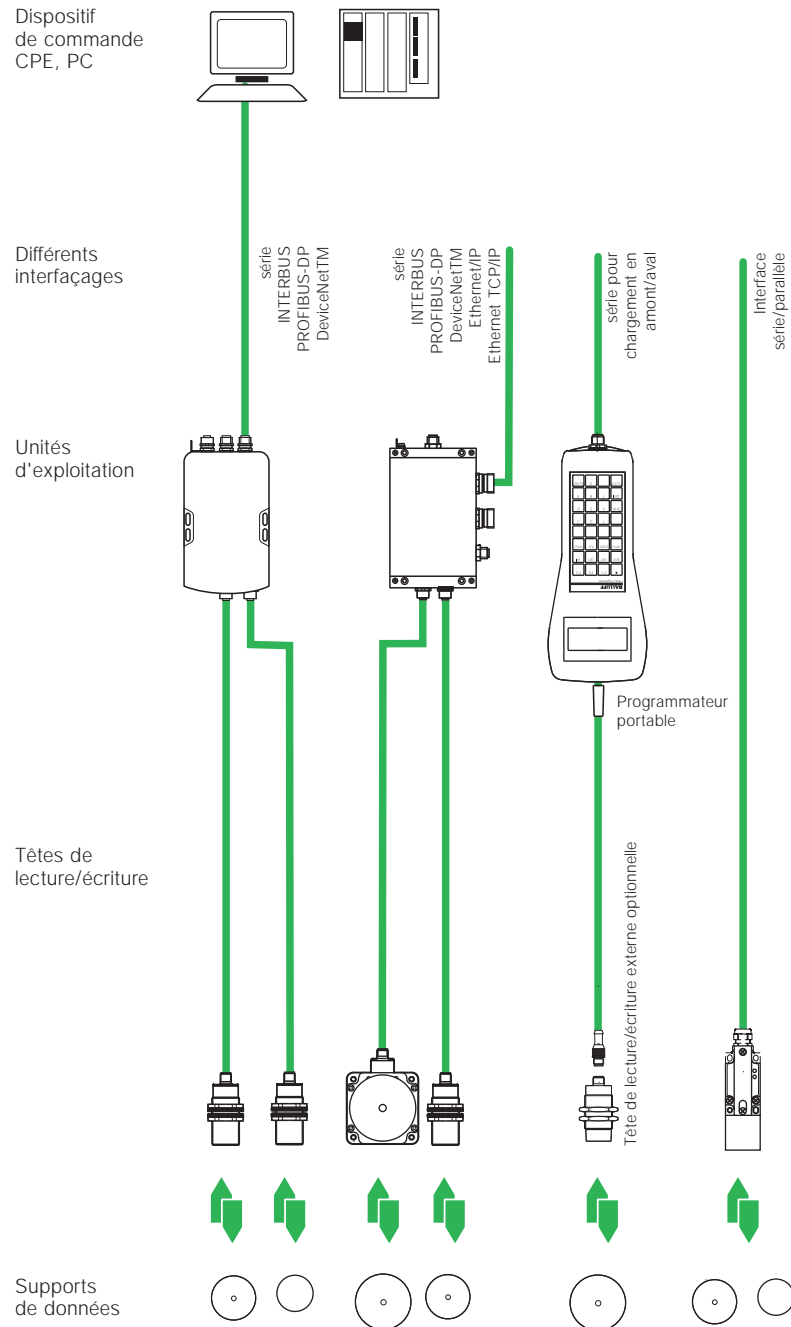 Dispositif
de commande
CPE, PC
Différents
interfaçages
série
INTERBUS
PROFIBUS-DP
DeviceNetTM
série
INTERBUS
PROFIBUS-DP
DeviceNetTM
Ethernet/IP
Ethernet TCP/IP
série pour
chargement en
amont/aval
Interface
série/parallèle
Unités
d'exploitation
BALLUFF
Programmateur
portable
Têtes de
lecture/écriture
Tête de lecture/écriture externe optionnelle
Supports
de données